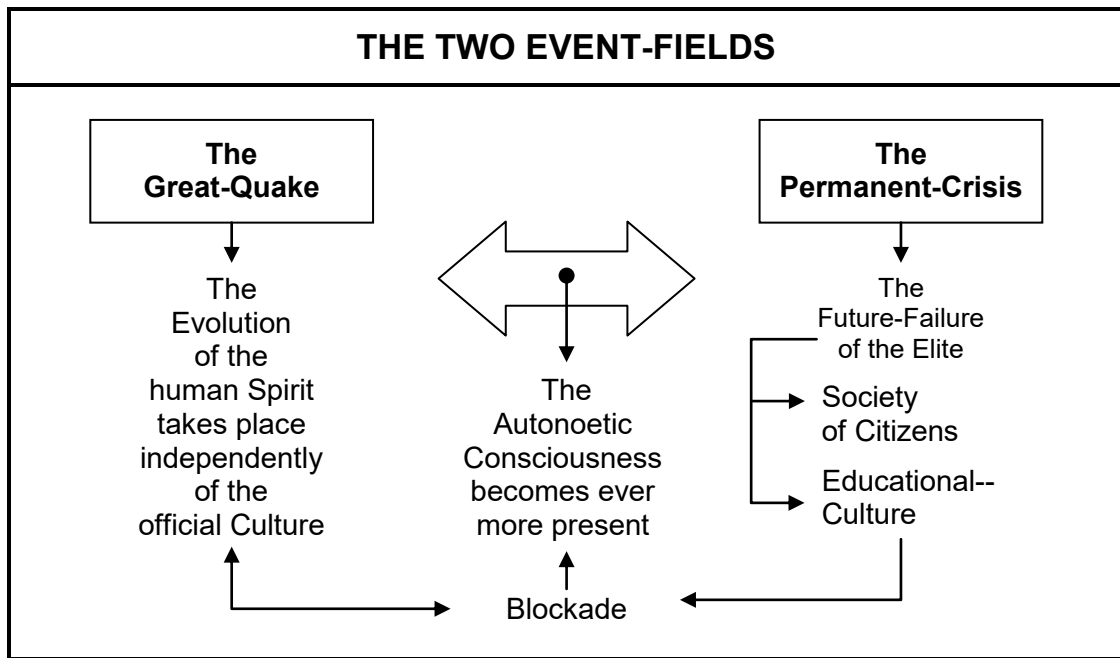 THE TWO EVENT-FIELDS
The
Great-Quake
The
Evolution
of the
human Spirit
takes place
independently
of the
official Culture
The
Autonoetic
Consciousness
becomes ever
more present
Blockade
The
Permanent-Crisis
The
Future-Failure
of the Elite
Society
of Citizens
Educational--
Culture